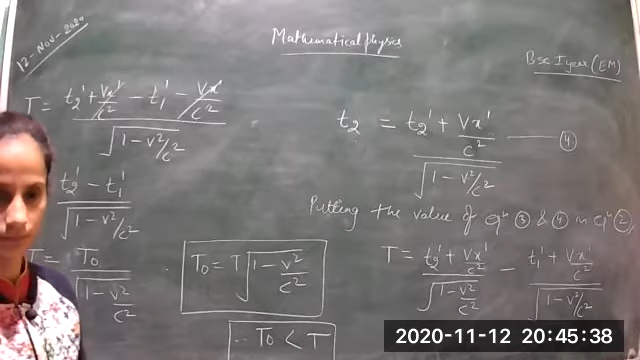 12-Nov-2020
Mathematical physics
Bsc I year (EM)
T = t₂' + Vx'/c² - t₁' - Vx'/c² / √(1 - v²/c²)
t₂' - t₁' / √(1 - v²/c²)
T = T₀ / √(1 - v²/c²)
T₀ = T √(1 - v²/c²)
∴ T₀ < T
t₂ = t₂' + Vx'/c² / √(1 - v²/c²) —— ④
Putting the value of eqⁿ ③ & ④ in eqⁿ ②,
T = t₂' + Vx'/c² / √(1 - v²/c²) - t₁' + Vx'/c² / √(1 - v²/c²)
2020-11-12 20:45:38